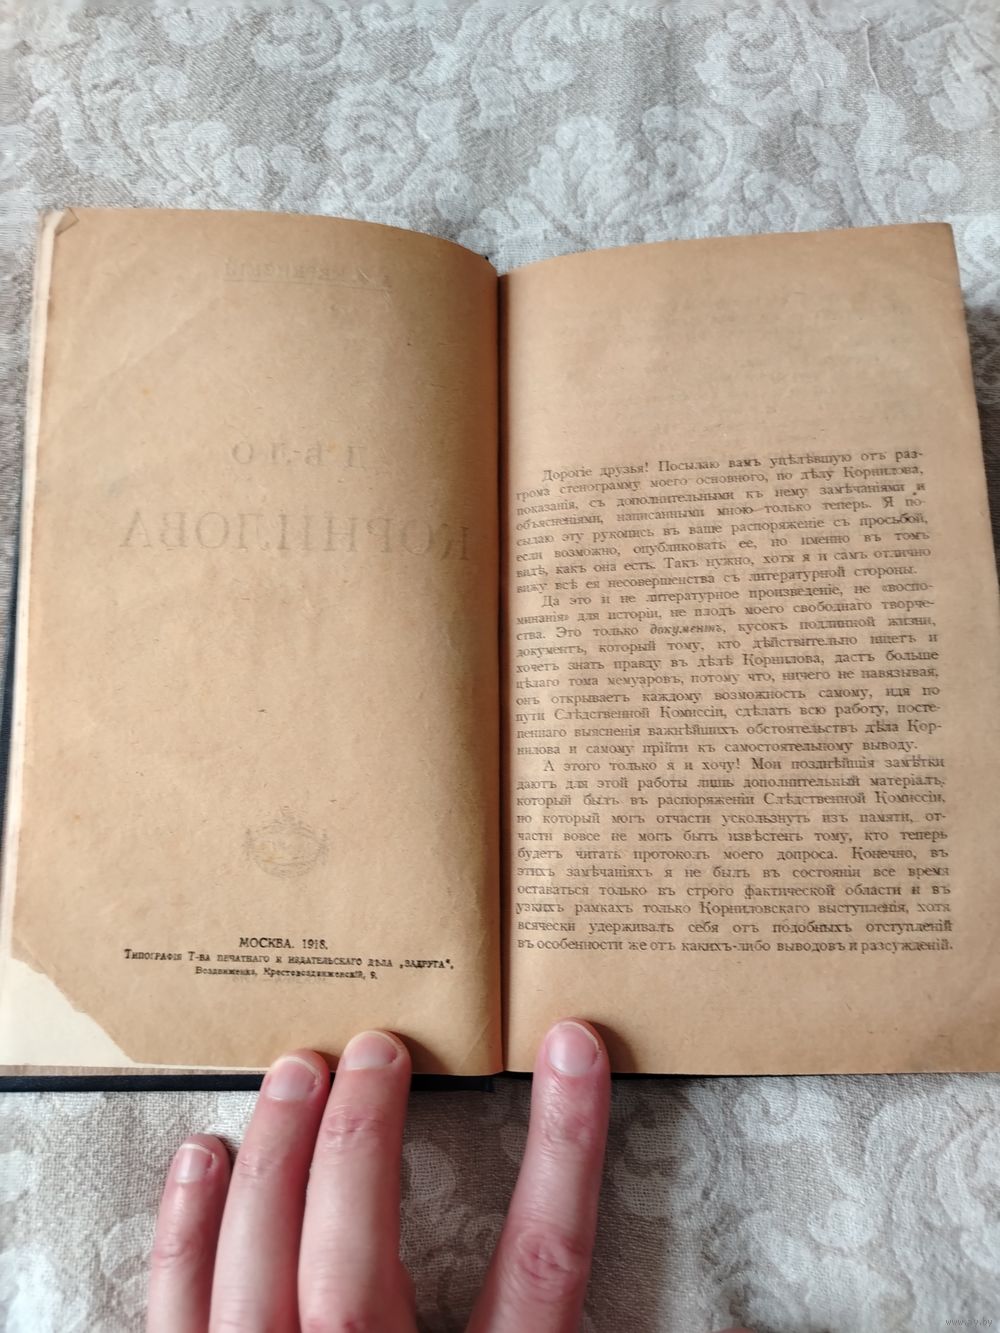 МОСКВА. 1918.
Типографія Т-ва печатнаго и издательскаго дѣла „ЗАДРУГА“,
Воздвиженка, Крестовоздвиженскій, 9.
Дорогіе друзья! Посылаю вамъ уцѣлѣвшую отъ раз-
грома стенограмму моего основного, по дѣлу Корнилова,
показанія, съ дополнительными къ нему замѣчаніями и
объясненіями, написанными мною только теперь. Я по-
сылаю эту рукопись въ ваше распоряженіе съ просьбой,
если возможно, опубликовать ее, но именно въ томъ
видѣ, какъ она есть. Такъ нужно, хотя я и самъ отлично
вижу всѣ ея несовершенства съ литературной стороны.
Да это и не литературное произведеніе, не «воспо-
минанія» для исторіи, не плодъ моего свободнаго творче-
ства. Это только документъ, кусокъ подлинной жизни,
документъ, который тому, кто дѣйствительно ищетъ и
хочетъ знать правду въ дѣлѣ Корнилова, дастъ больше
цѣлаго тома мемуаровъ, потому что, ничего не навязывая,
онъ открываетъ каждому возможность самому, идя по
пути Слѣдственной Комиссіи, сдѣлать всю работу, посте-
пеннаго выясненія важнѣйшихъ обстоятельствъ дѣла Кор-
нилова и самому прійти къ самостоятельному выводу.
А этого только я и хочу! Мои позднѣйшія замѣтки
даютъ для этой работы лишь дополнительный матеріалъ,
который былъ въ распоряженіи Слѣдственной Комиссіи,
но который могъ отчасти ускользнуть изъ памяти, от-
части вовсе не могъ быть извѣстенъ тому, кто теперь
будетъ читать протоколъ моего допроса. Конечно, въ
этихъ замѣчаніяхъ я не былъ въ состояніи все время
оставаться только въ строго фактической области и въ
узкихъ рамкахъ только Корниловскаго выступленія, хотя
всячески удерживалъ себя отъ подобныхъ отступленій
въ особенности же отъ какихъ-либо выводовъ и разсужденій.
www.ay.by